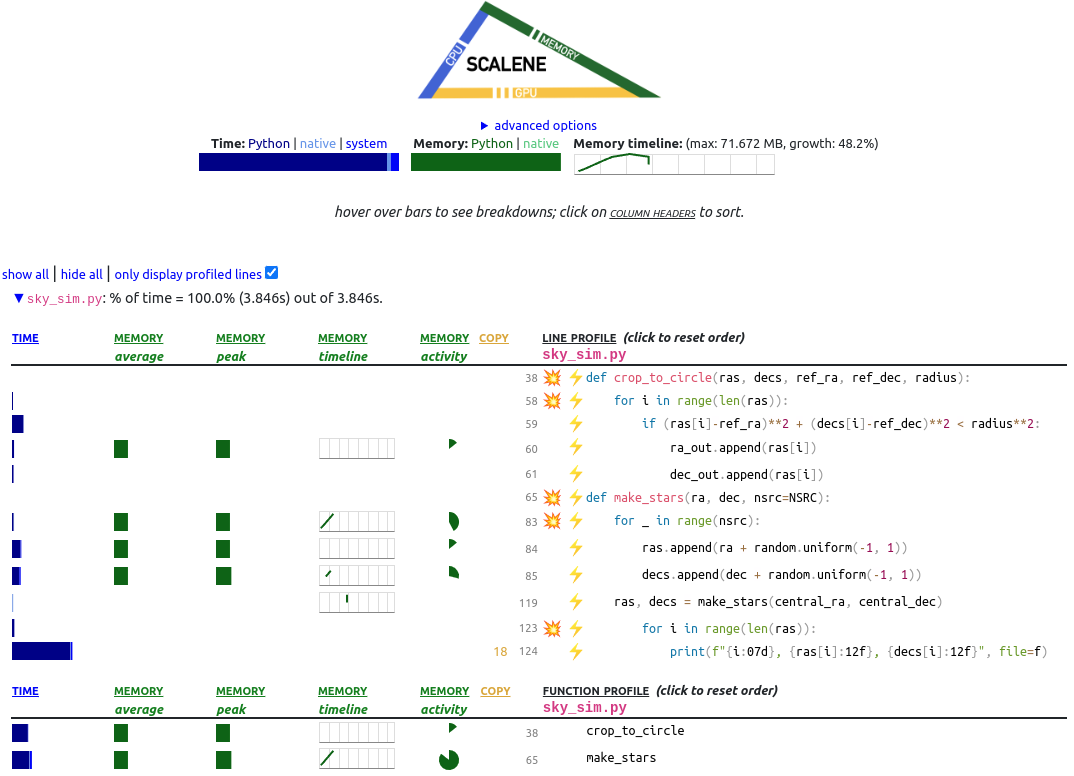 CPU
MEMORY
SCALENE
GPU
▶ advanced options
Time: Python | native | system Memory: Python | native Memory timeline: (max: 71.672 MB, growth: 48.2%)
hover over bars to see breakdowns; click on COLUMN HEADERS to sort.
show all | hide all | only display profiled lines
▼sky_sim.py: % of time = 100.0% (3.846s) out of 3.846s.
TIME MEMORY MEMORY MEMORY MEMORY COPY LINE PROFILE (click to reset order)
average peak timeline activity sky_sim.py
38 💥 ⚡def crop_to_circle(ras, decs, ref_ra, ref_dec, radius):
58 💥 ⚡    for i in range(len(ras)):
59 ⚡        if (ras[i]-ref_ra)**2 + (decs[i]-ref_dec)**2 < radius**2:
60 ⚡            ra_out.append(ras[i])
61 ⚡            dec_out.append(ras[i])
65 💥 ⚡def make_stars(ra, dec, nsrc=NSRC):
83 💥 ⚡    for _ in range(nsrc):
84 ⚡        ras.append(ra + random.uniform(-1, 1))
85 ⚡        decs.append(dec + random.uniform(-1, 1))
119 ⚡    ras, decs = make_stars(central_ra, central_dec)
123 💥 ⚡        for i in range(len(ras)):
18 124 ⚡            print(f"{i:07d}, {ras[i]:12f}, {decs[i]:12f}", file=f)
TIME MEMORY MEMORY MEMORY MEMORY COPY FUNCTION PROFILE (click to reset order)
average peak timeline activity sky_sim.py
38 crop_to_circle
65 make_stars